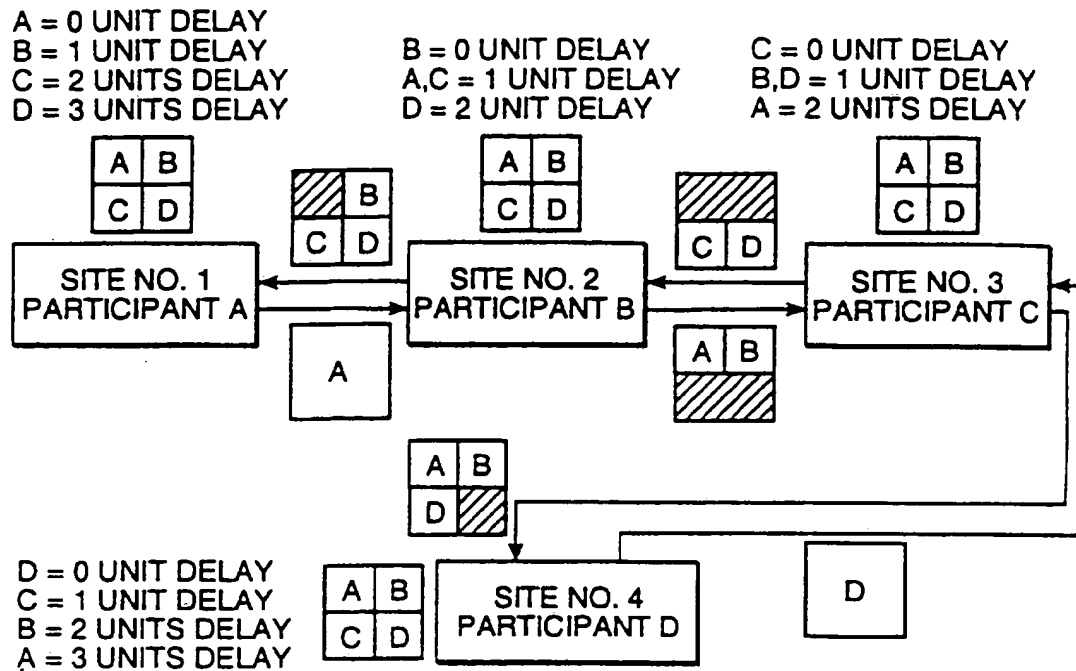 A = 0 UNIT DELAY
B = 1 UNIT DELAY
C = 2 UNITS DELAY
D = 3 UNITS DELAY
B = 0 UNIT DELAY
A,C = 1 UNIT DELAY
D = 2 UNIT DELAY
C = 0 UNIT DELAY
B,D = 1 UNIT DELAY
A = 2 UNITS DELAY
A B
C D
B
C D
A B
C D
C D
A B
C D
SITE NO. 1
PARTICIPANT A
SITE NO. 2
PARTICIPANT B
SITE NO. 3
PARTICIPANT C
A
A B
A B
D
D = 0 UNIT DELAY
C = 1 UNIT DELAY
B = 2 UNITS DELAY
A = 3 UNITS DELAY
A B
C D
SITE NO. 4
PARTICIPANT D
D